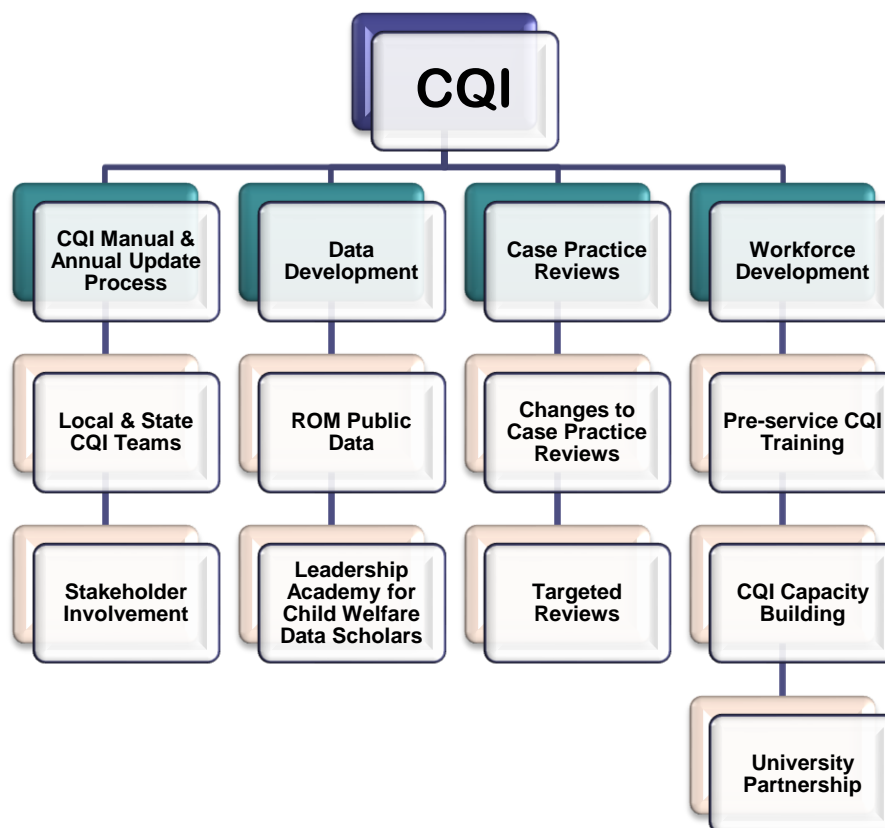 CQI
CQI Manual &
Annual Update
Process
Data
Development
Case Practice
Reviews
Workforce
Development
Local & State
CQI Teams
ROM Public
Data
Changes to
Case Practice
Reviews
Pre-service CQI
Training
Stakeholder
Involvement
Leadership
Academy for
Child Welfare
Data Scholars
Targeted
Reviews
CQI Capacity
Building
University
Partnership